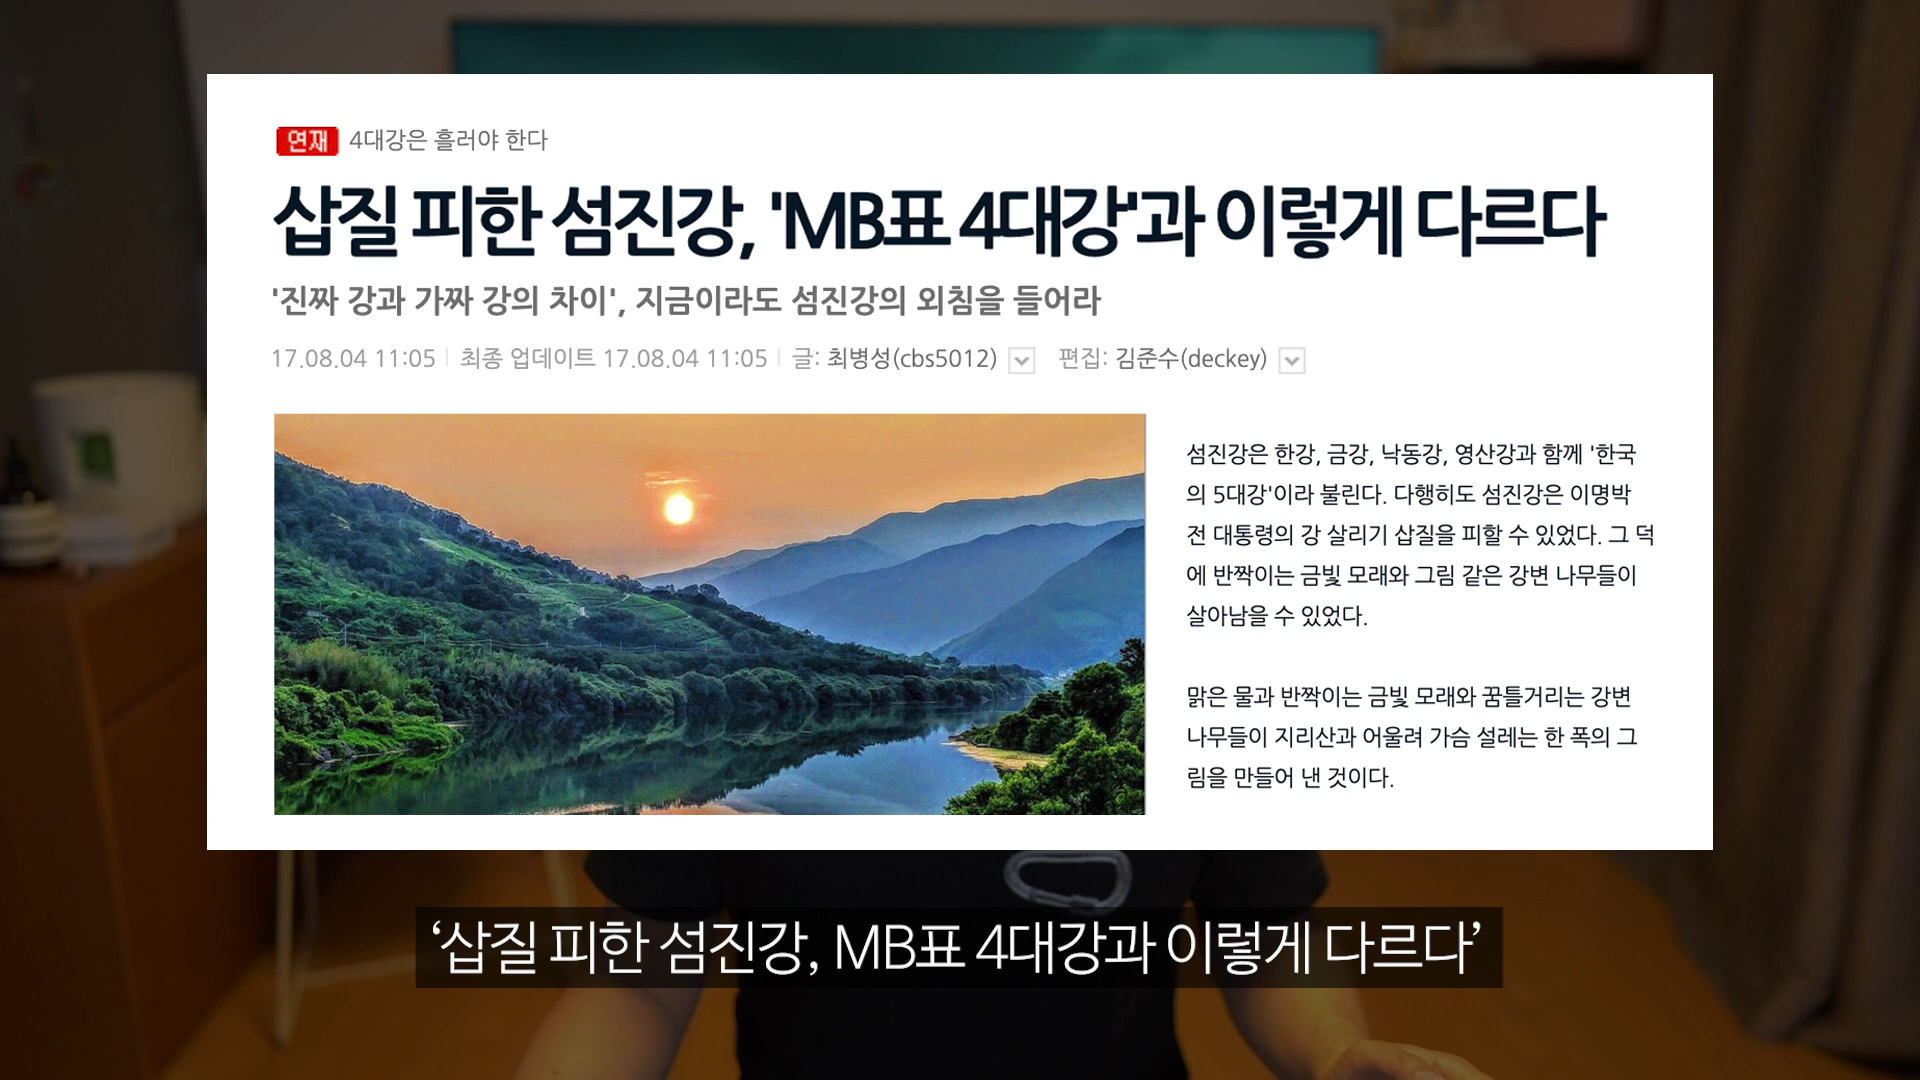 연재 4대강은 흘러야 한다
삽질 피한 섬진강, 'MB표 4대강'과 이렇게 다르다
'진짜 강과 가짜 강의 차이', 지금이라도 섬진강의 외침을 들어라
17.08.04 11:05 | 최종 업데이트 17.08.04 11:05 | 글: 최병성(cbs5012) 편집: 김준수(deckey)
섬진강은 한강, 금강, 낙동강, 영산강과 함께 '한국
의 5대강'이라 불린다. 다행히도 섬진강은 이명박
전 대통령의 강 살리기 삽질을 피할 수 있었다. 그 덕
에 반짝이는 금빛 모래와 그림 같은 강변 나무들이
살아남을 수 있었다.
맑은 물과 반짝이는 금빛 모래와 꿈틀거리는 강변
나무들이 지리산과 어울려 가슴 설레는 한 폭의 그
림을 만들어 낸 것이다.
‘삽질 피한 섬진강, MB표 4대강과 이렇게 다르다’